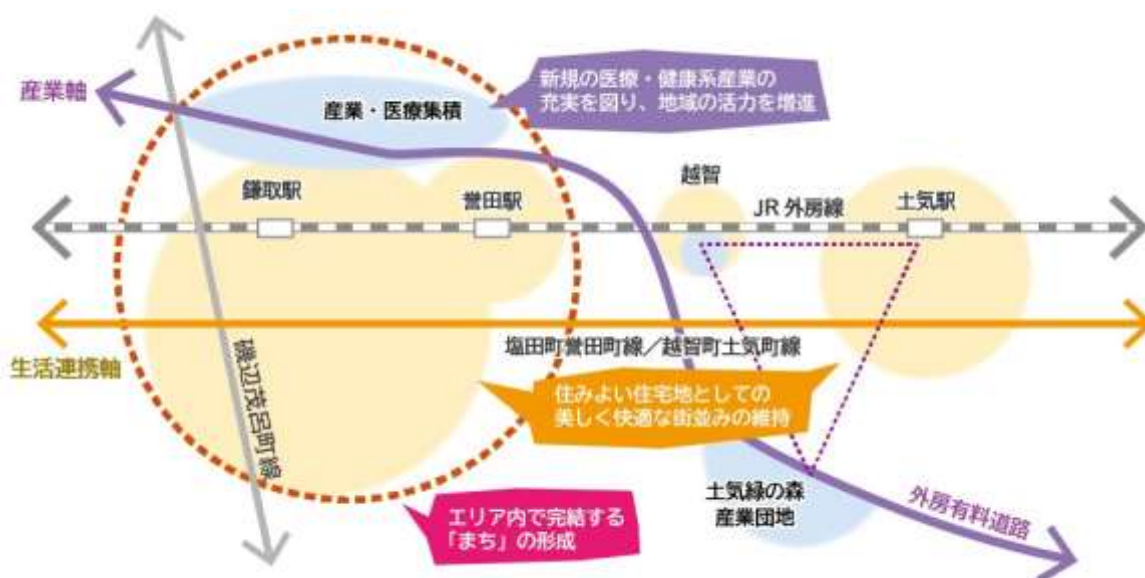 産業軸
産業・医療集積
新規の医療・健康系産業の
充実を図り、地域の活力を増進
鎌取駅
誉田駅
越智
JR 外房線
土気駅
生活連携軸
磯辺茂呂町線
塩田町誉田町線／越智町土気町線
住みよい住宅地としての
美しく快適な街並みの維持
土気緑の森
産業団地
外房有料道路
エリア内で完結する
「まち」の形成